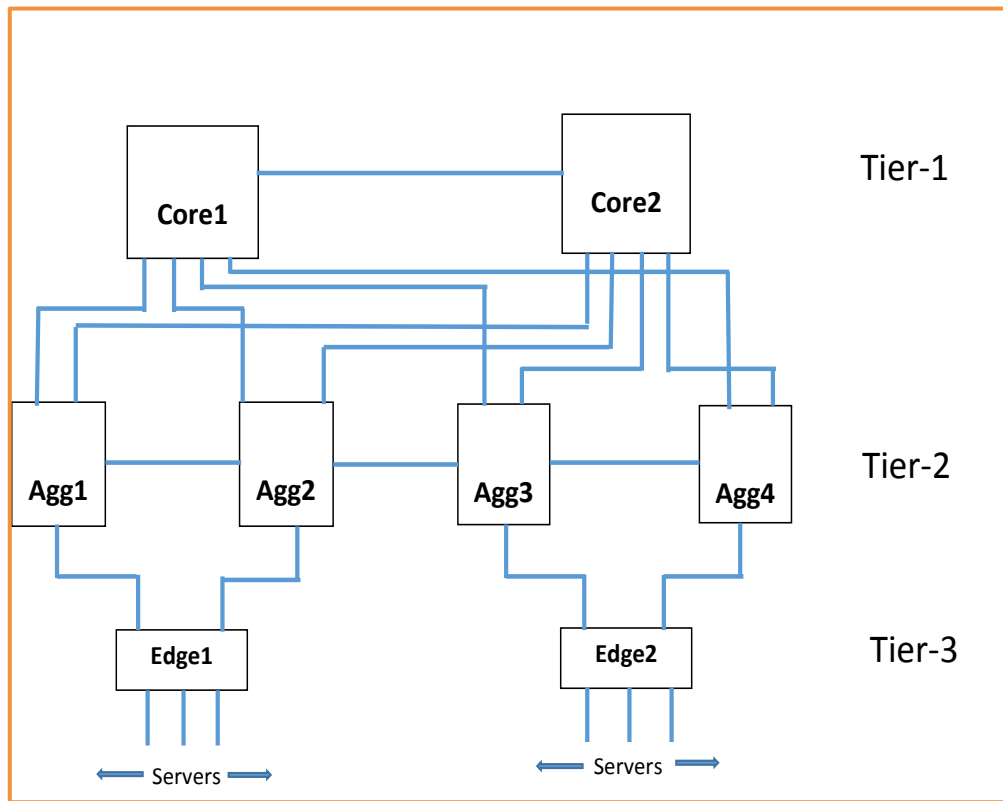 Tier-1
Core1
Core2
Agg1
Agg2
Agg3
Agg4
Tier-2
Edge1
Edge2
Tier-3
Servers
Servers